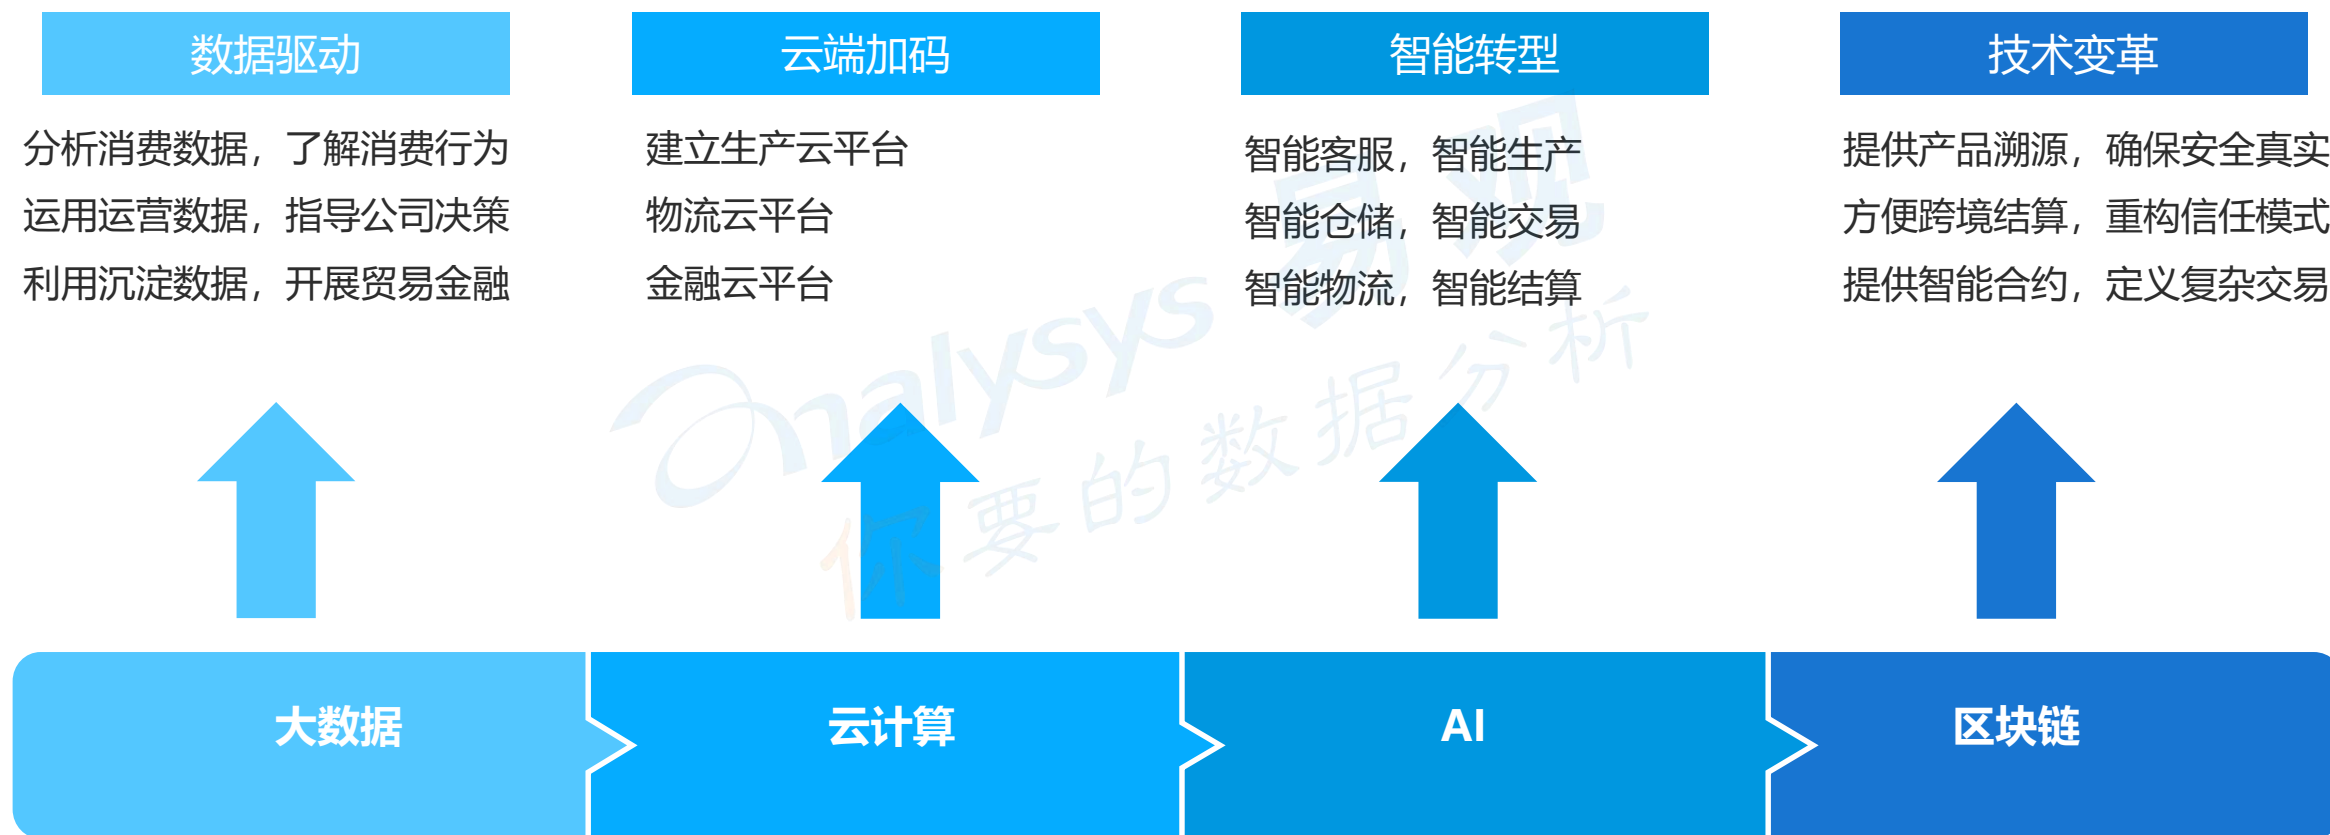 数据驱动
分析消费数据，了解消费行为
运用运营数据，指导公司决策
利用沉淀数据，开展贸易金融
云端加码
建立生产云平台
物流云平台
金融云平台
智能转型
智能客服，智能生产
智能仓储，智能交易
智能物流，智能结算
技术变革
提供产品溯源，确保安全真实
方便跨境结算，重构信任模式
提供智能合约，定义复杂交易
analysys 易观
你要的数据分析
大数据
云计算
AI
区块链